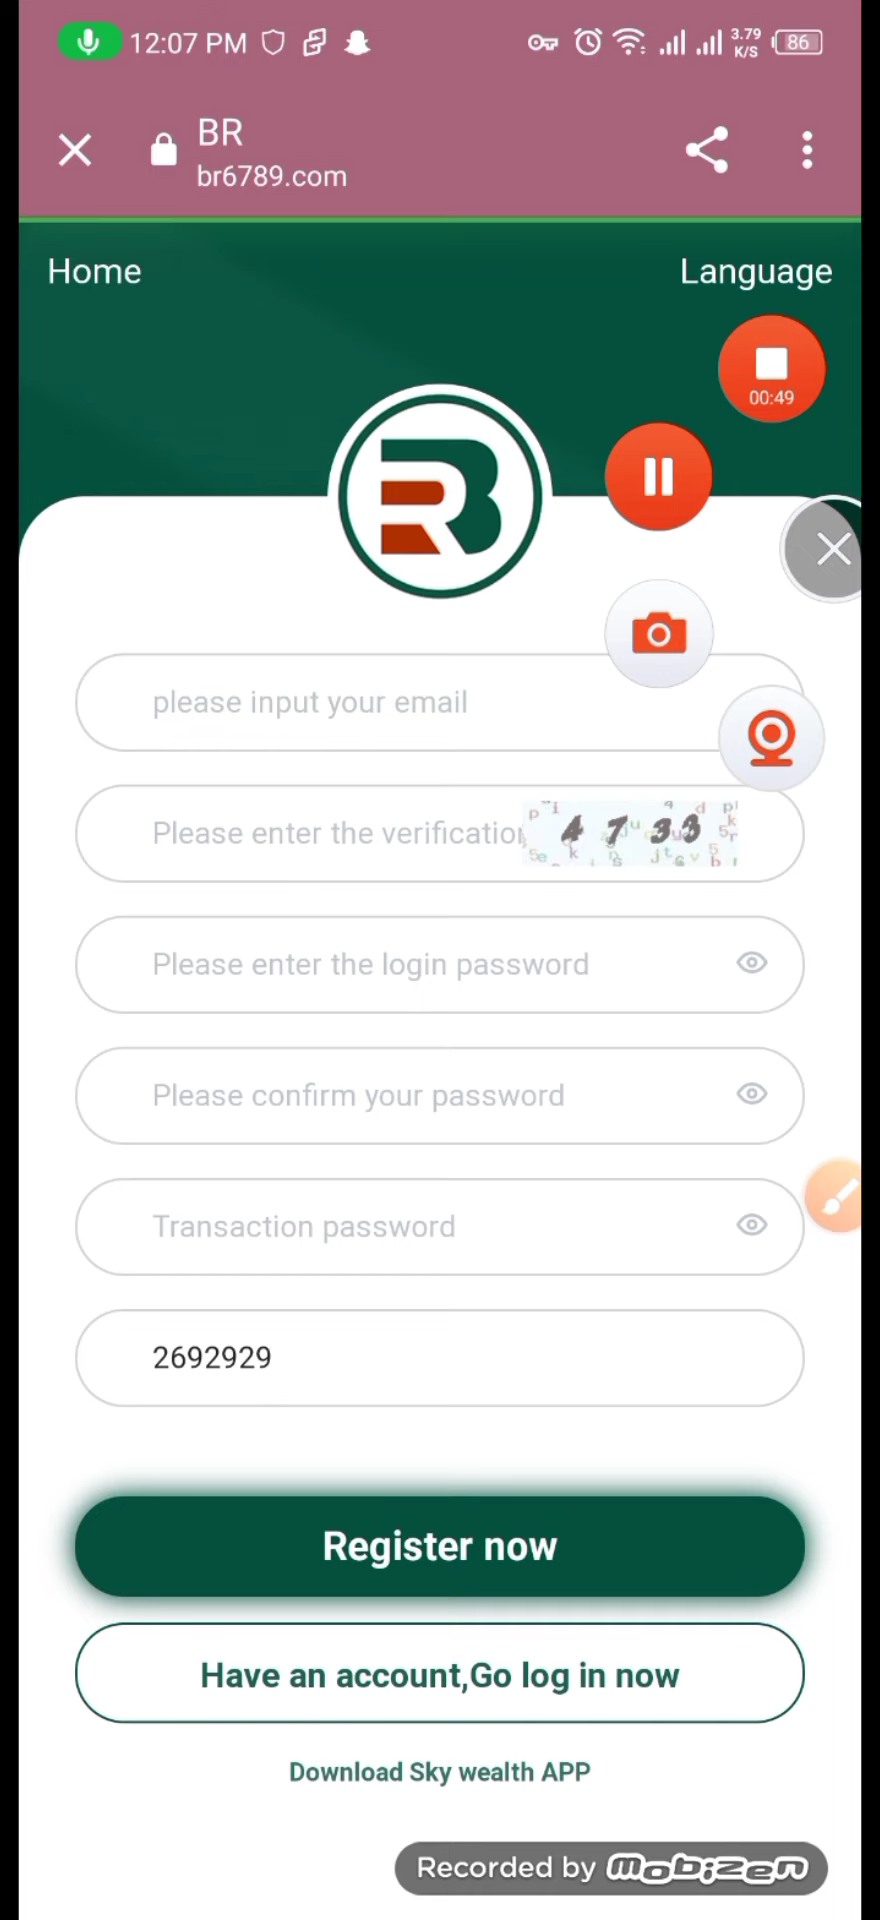 12:07 PM
3.79
K/S
86
BR
br6789.com
Home
Language
00:49
please input your email
Please enter the verification
4 7 3 3
Please enter the login password
Please confirm your password
Transaction password
2692929
Register now
Have an account,Go log in now
Download Sky wealth APP
Recorded by mobizen